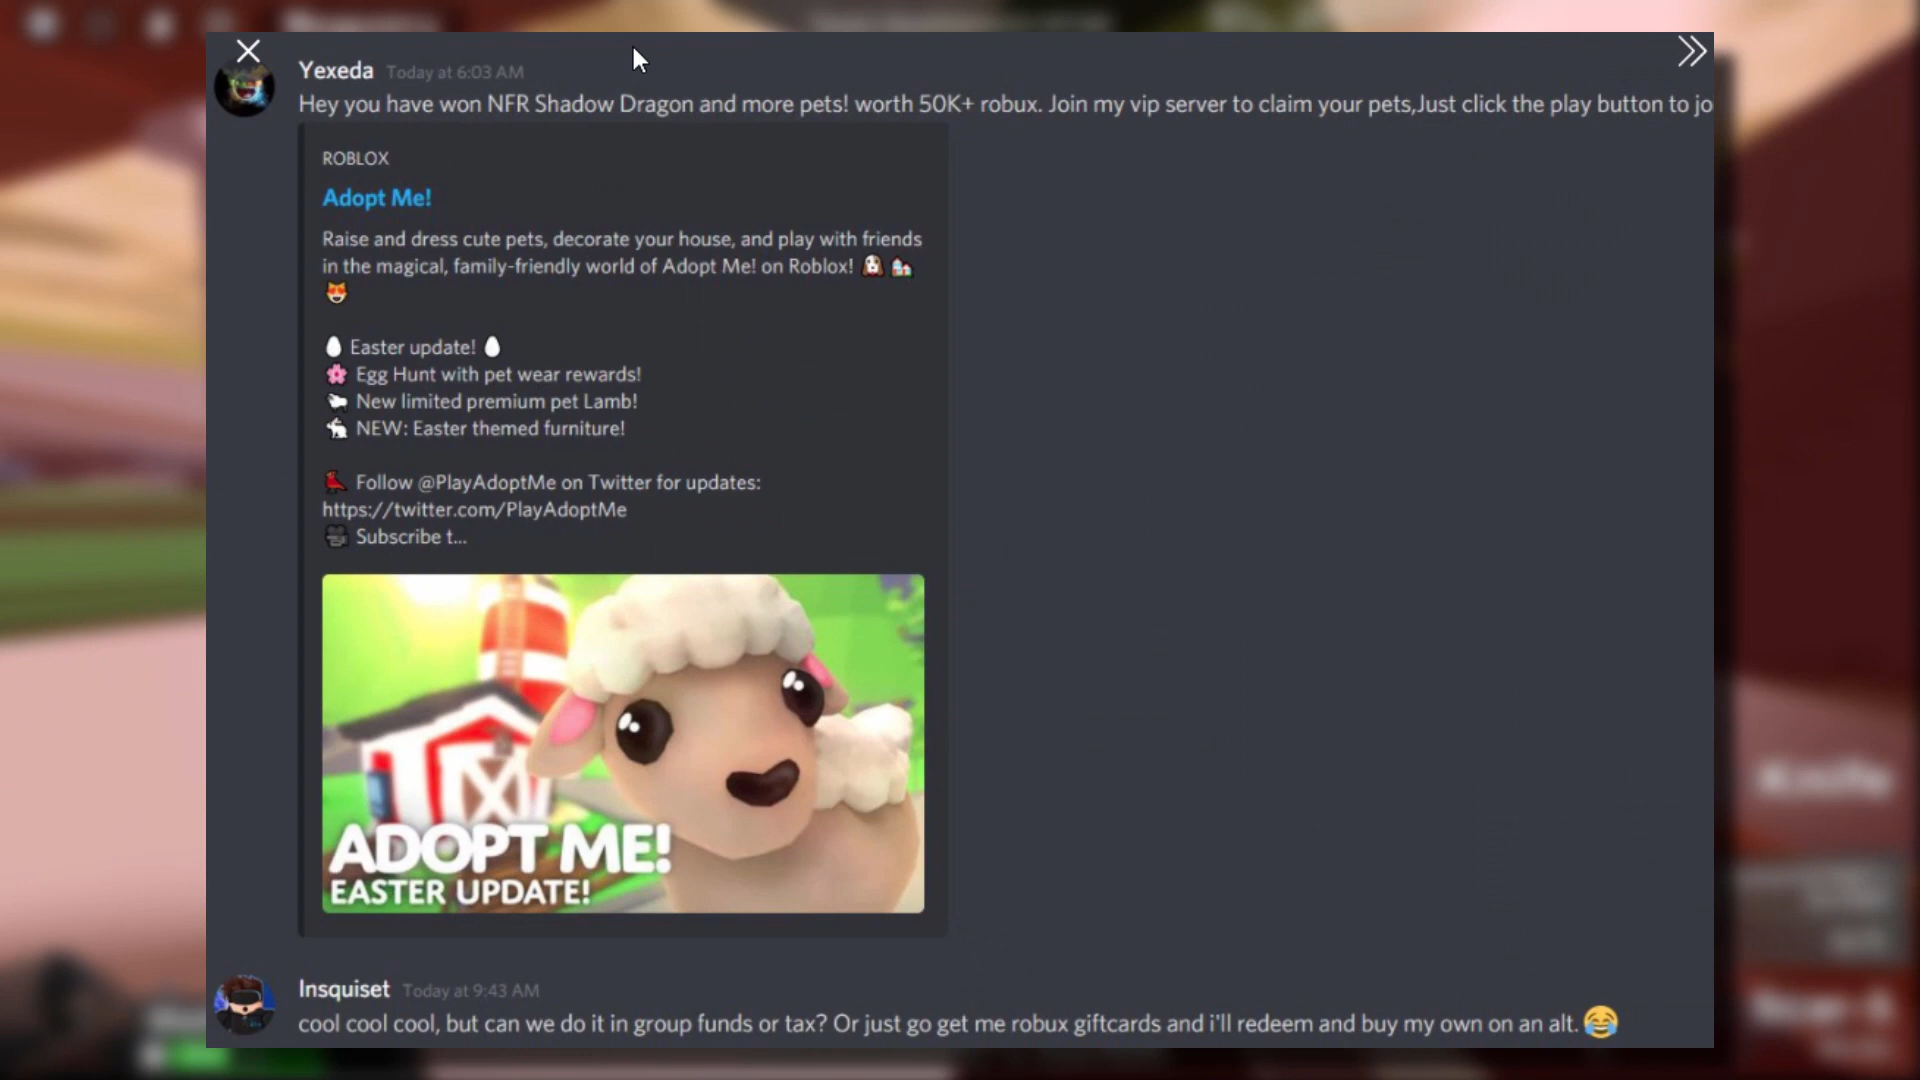 Yexeda Today at 6:03 AM
Hey you have won NFR Shadow Dragon and more pets! worth 50K+ robux. Join my vip server to claim your pets,Just click the play button to jo
ROBLOX
Adopt Me!
Raise and dress cute pets, decorate your house, and play with friends
in the magical, family-friendly world of Adopt Me! on Roblox! 🐶 🏘️
😍
🥚 Easter update! 🥚
🌸 Egg Hunt with pet wear rewards!
🐑 New limited premium pet Lamb!
🐇 NEW: Easter themed furniture!
🐦 Follow @PlayAdoptMe on Twitter for updates:
https://twitter.com/PlayAdoptMe
🎥 Subscribe t...
ADOPT ME!
EASTER UPDATE!
Insquiset Today at 9:43 AM
cool cool cool, but can we do it in group funds or tax? Or just go get me robux giftcards and i'll redeem and buy my own on an alt. 😂